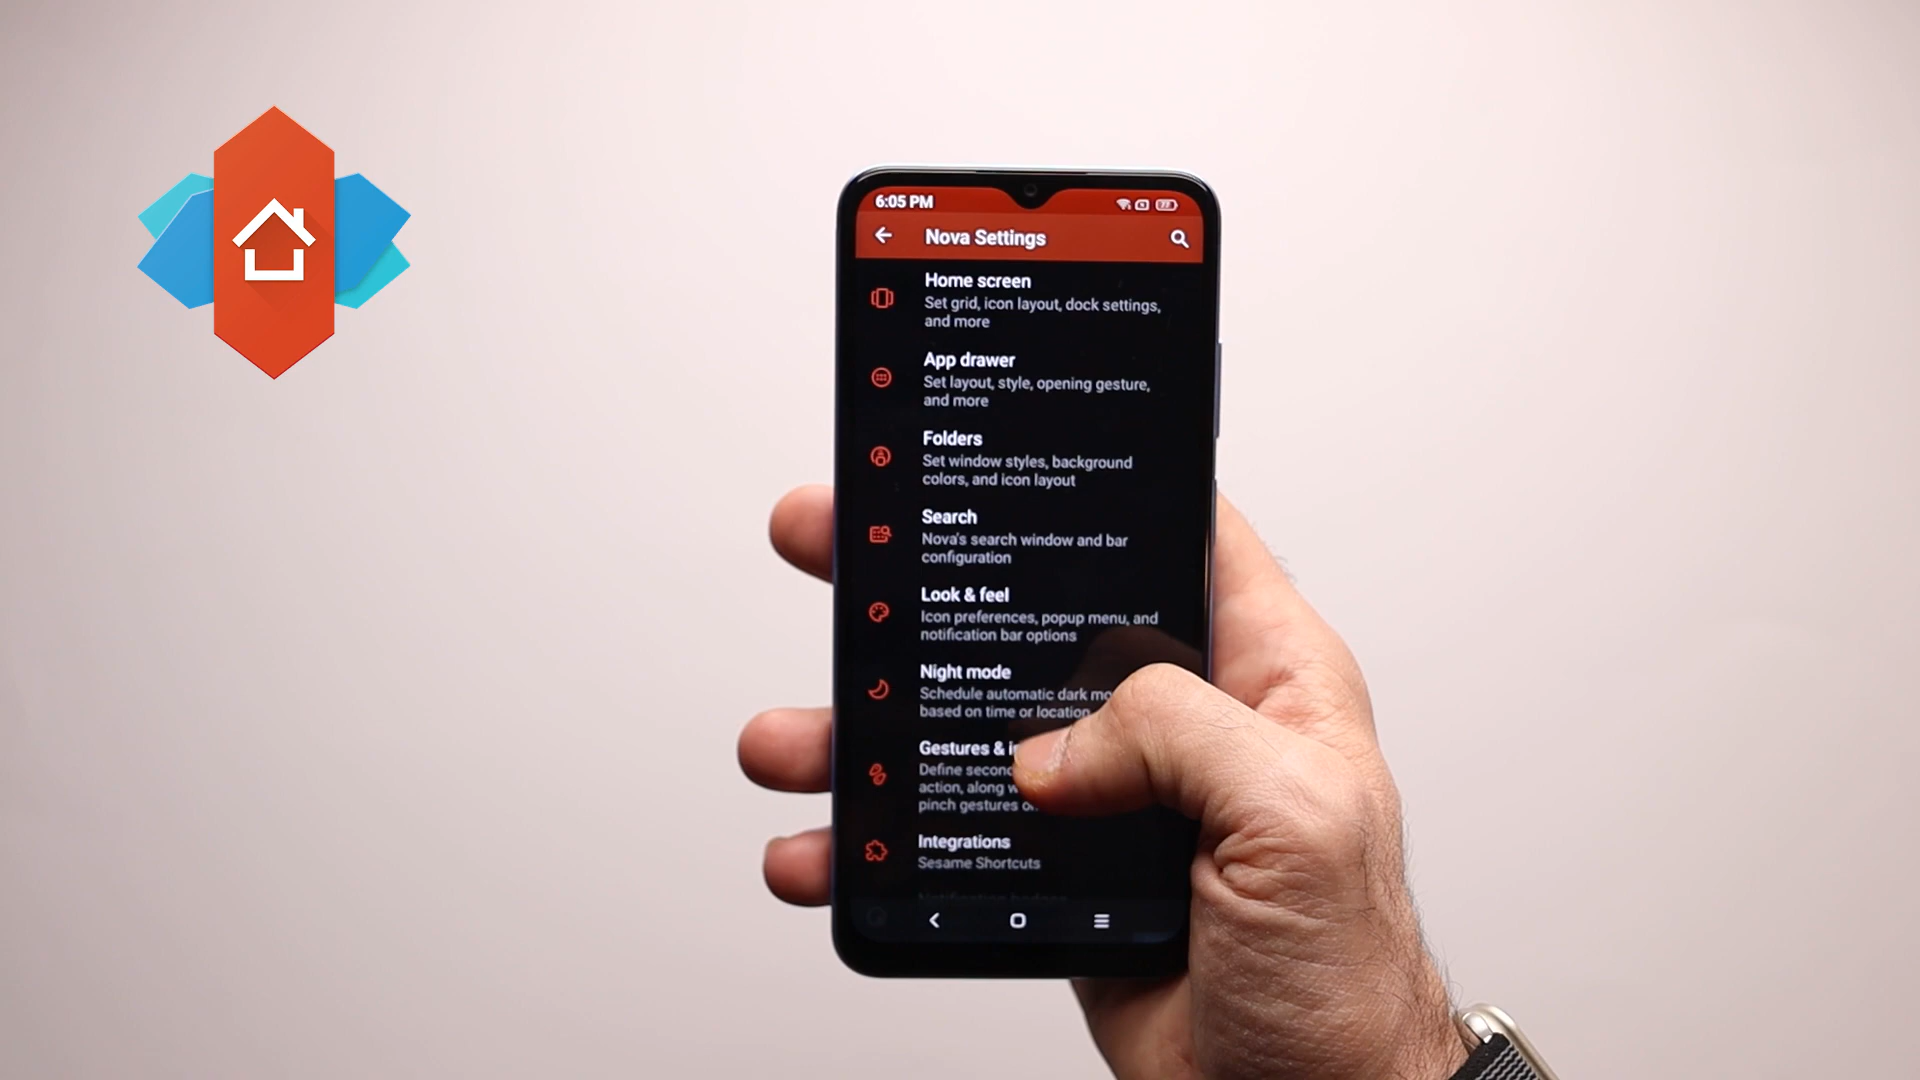 6:05 PM
Nova Settings
Home screen
Set grid, icon layout, dock settings,
and more
App drawer
Set layout, style, opening gesture,
and more
Folders
Set window styles, background
colors, and icon layout
Search
Nova's search window and bar
configuration
Look & feel
Icon preferences, popup menu, and
notification bar options
Night mode
Schedule automatic dark
based on time or location
Gestures &
Define
action, along
pinch gestures
Integrations
Sesame Shortcuts